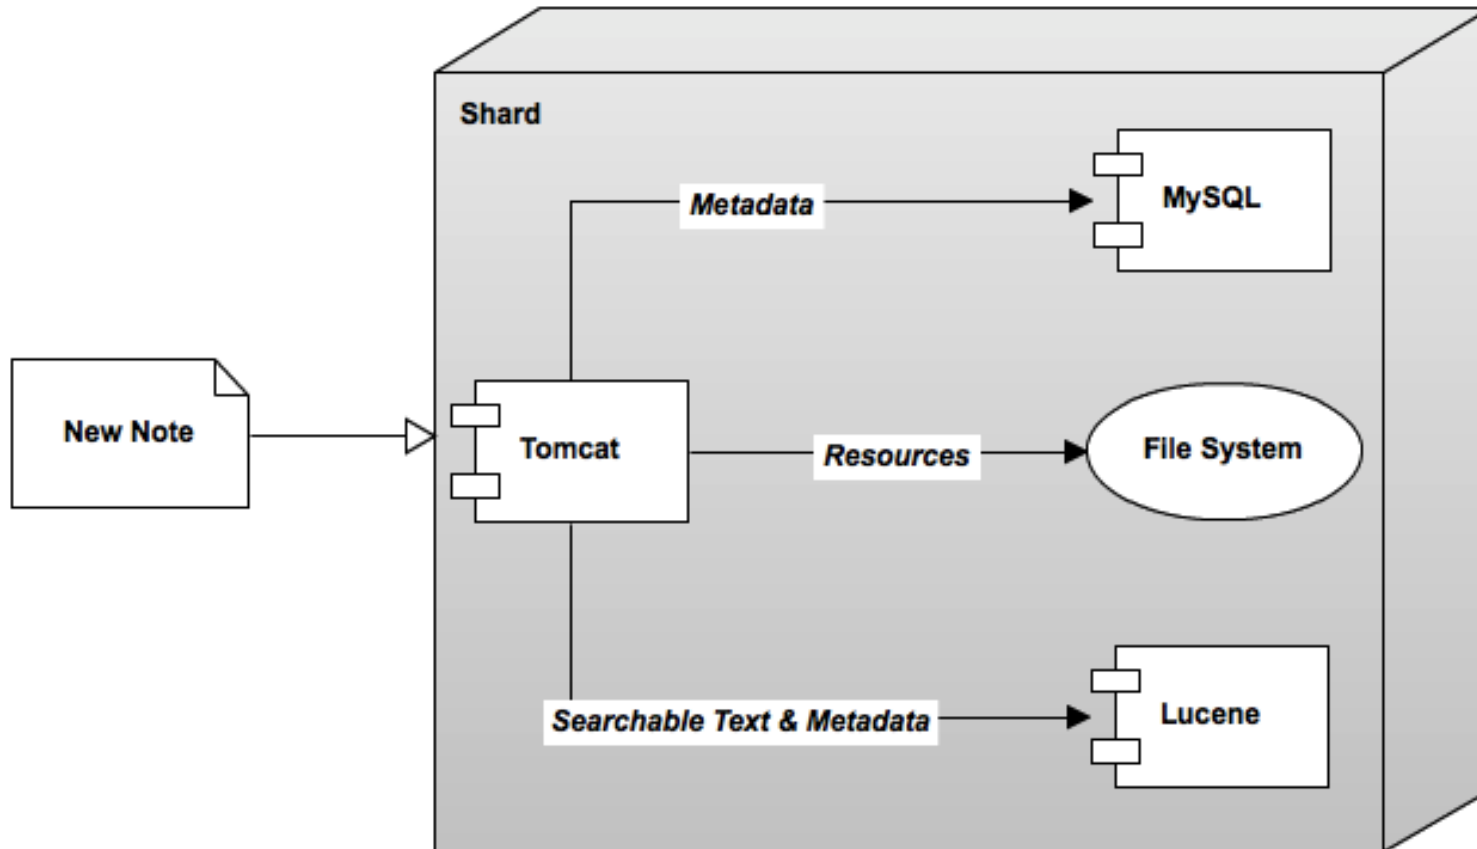 Shard
Metadata
MySQL
New Note
Tomcat
Resources
File System
Searchable Text & Metadata
Lucene